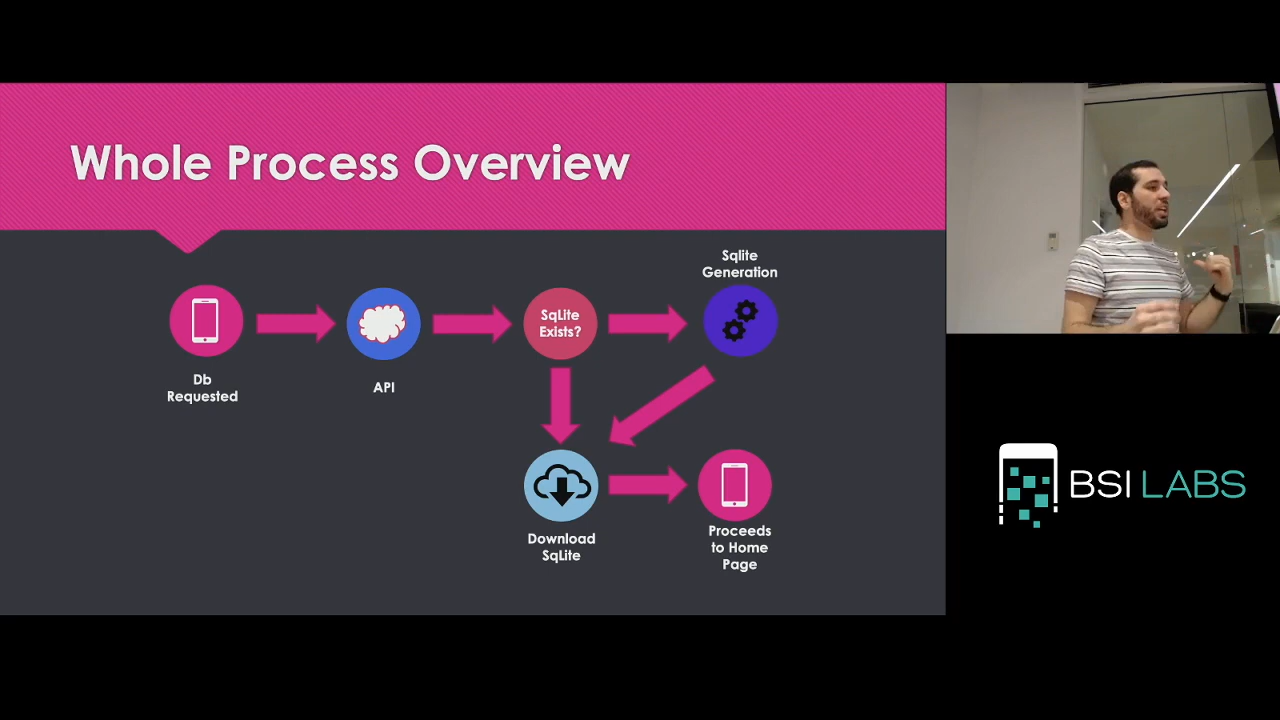 Whole Process Overview
Db
Requested
API
SqLite
Exists?
Sqlite
Generation
Download
SqLite
Proceeds
to Home
Page
BSI LABS